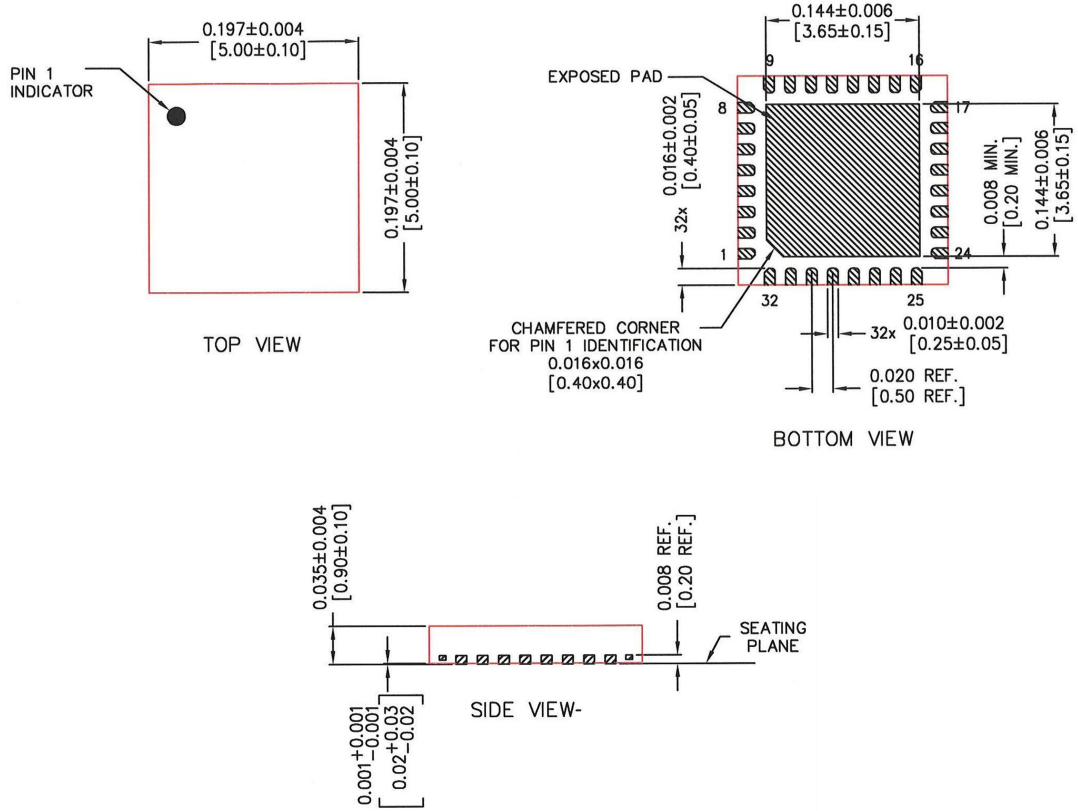 0.197±0.004
[5.00±0.10]
PIN 1
INDICATOR
0.197±0.004
[5.00±0.10]
TOP VIEW
0.144±0.006
[3.65±0.15]
9
16
EXPOSED PAD
8
17
0.016±0.002
[0.40±0.05]
32x
0.008 MIN.
[0.20 MIN.]
0.144±0.006
[3.65±0.15]
1
24
32
25
CHAMFERED CORNER
FOR PIN 1 IDENTIFICATION
0.016x0.016
[0.40x0.40]
32x
0.010±0.002
[0.25±0.05]
0.020 REF.
[0.50 REF.]
BOTTOM VIEW
0.035±0.004
[0.90±0.10]
0.008 REF.
[0.20 REF.]
SEATING
PLANE
0.001+0.001
-0.001
[0.02+0.03
-0.02]
SIDE VIEW-